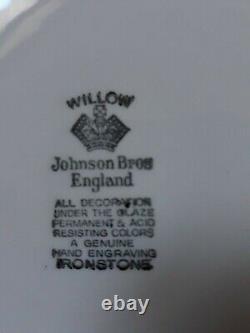 WILLOW
Johnson Bros
England
ALL DECORATION
UNDER THE GLAZE
PERMANENT & ACID
RESISTING COLORS
A GENUINE
HAND ENGRAVING
IRONSTONE